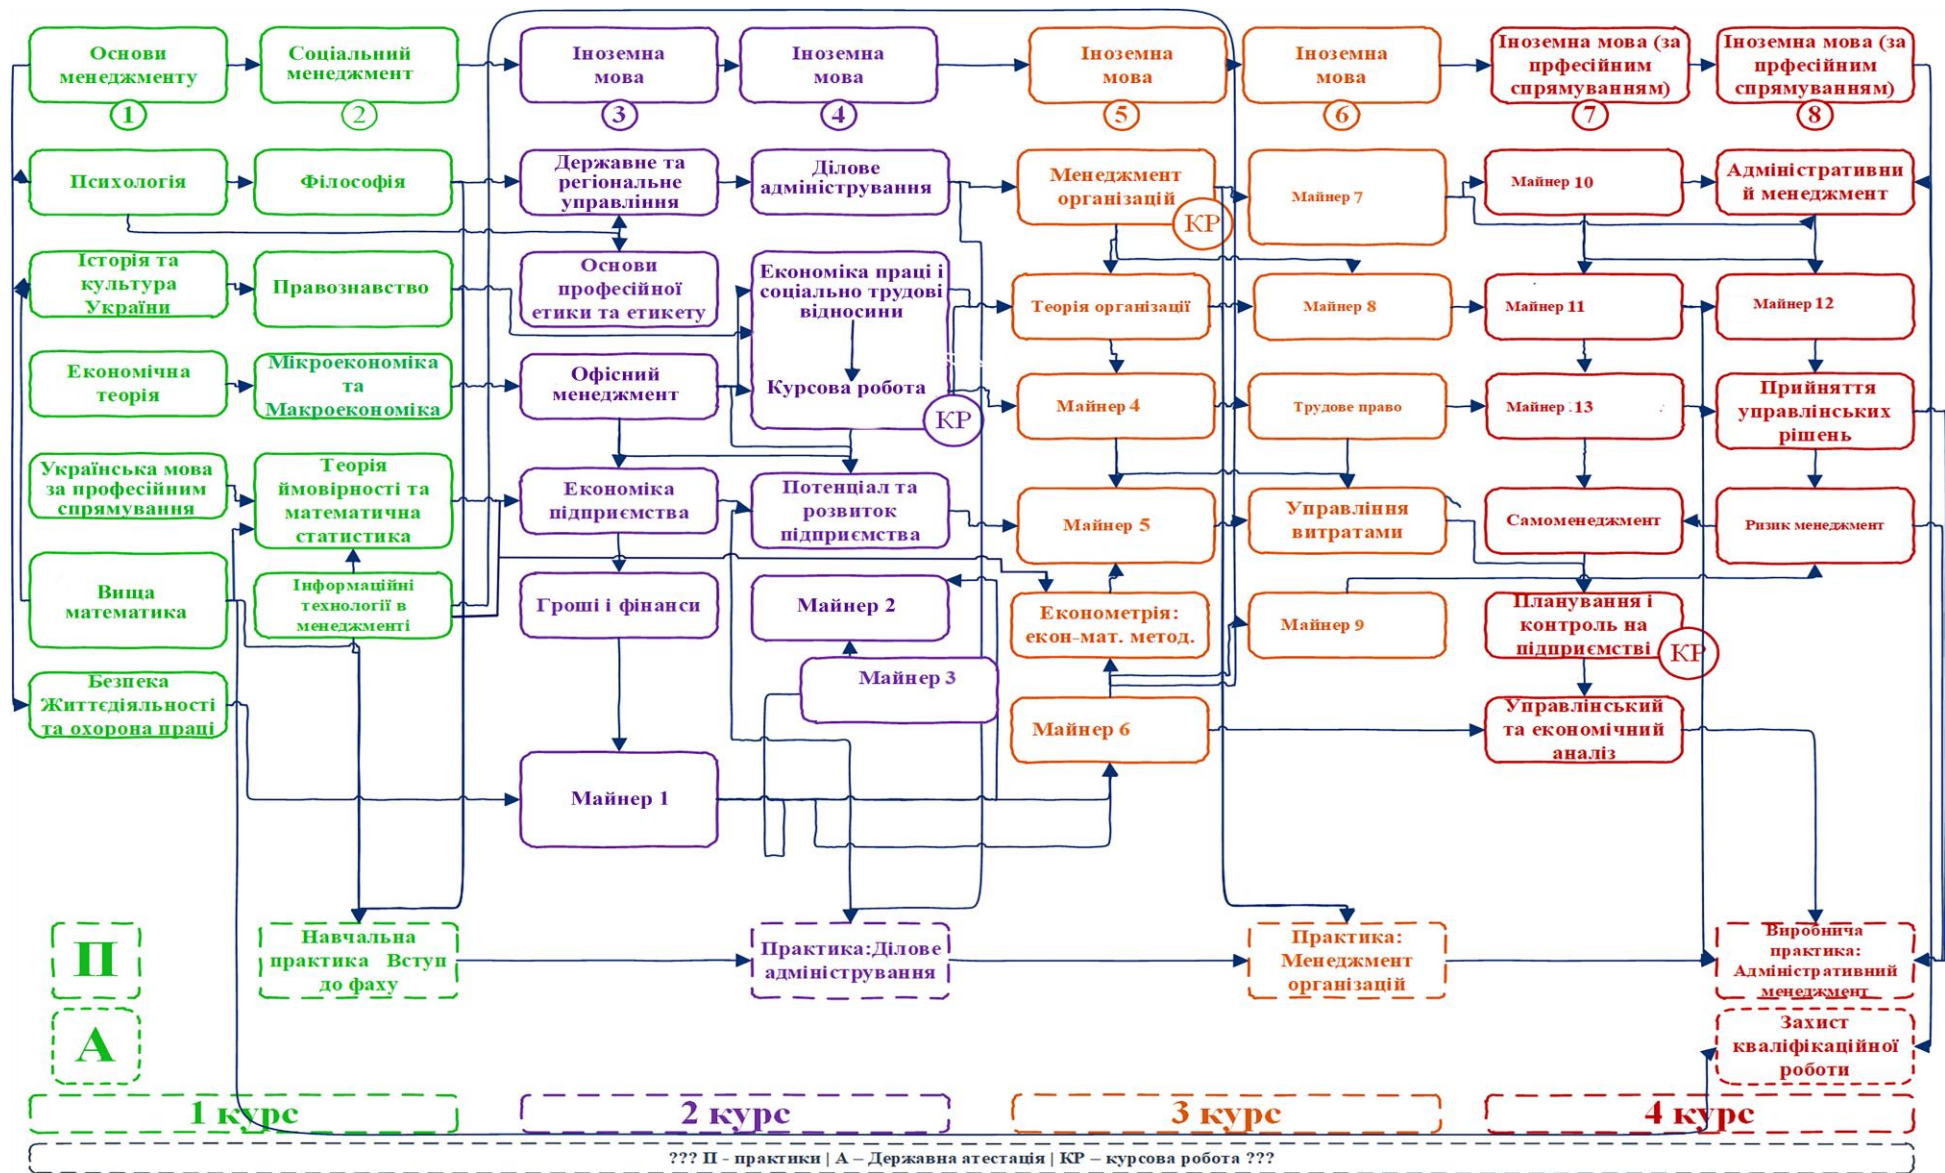 Основи
менеджменту
Соціальний
менеджмент
Іноземна
мова
Іноземна
мова
Іноземна
мова
Іноземна
мова
Іноземна мова (за
прфесійним
спрямуванням)
Іноземна мова (за
прфесійним
спрямуванням)
1
2
3
4
5
6
7
8
Психологія
Філософія
Державне та
регіональне
управління
Ділове
адміністрування
Менеджмент
організацій
КР
Майнер 7
Майнер 10
Адміністративни
й менеджмент
Історія та
культура
України
Правознавство
Основи
професійної
етики та етикету
Економіка праці і
соціально трудові
відносини
Курсова робота
КР
Теорія організації
Майнер 8
Майнер 11
Майнер 12
Економічна
теорія
Мікроекономіка
та
Макроекономіка
Офісний
менеджмент
Майнер 4
Трудове право
Майнер 13
Прийняття
управлінських
рішень
Українська мова
за професійним
спрямування
Теорія
ймовірності та
математична
статистика
Економіка
підприємства
Потенціал та
розвиток
підприємства
Майнер 5
Управління
витратами
Самоменеджмент
Ризик менеджмент
Вища
математика
Інформаційні
технології в
менеджменті
Гроші і фінанси
Майнер 2
Економетрія:
екон-мат. метод.
Майнер 9
Планування і
контроль на
підприємстві
КР
Безпека
Життєдіяльності
та охорона праці
Майнер 3
Майнер 6
Управлінський
та економічний
аналіз
Майнер 1
П
Навчальна
практика Вступ
до фаху
Практика:Ділове
адміністрування
Практика:
Менеджмент
організацій
Виробнича
практика:
Адміністративний
менеджмент
А
Захист
кваліфікаційної
роботи
1 курс
2 курс
3 курс
4 курс
??? П - практики | А – Державна атестація | КР – курсова робота ???